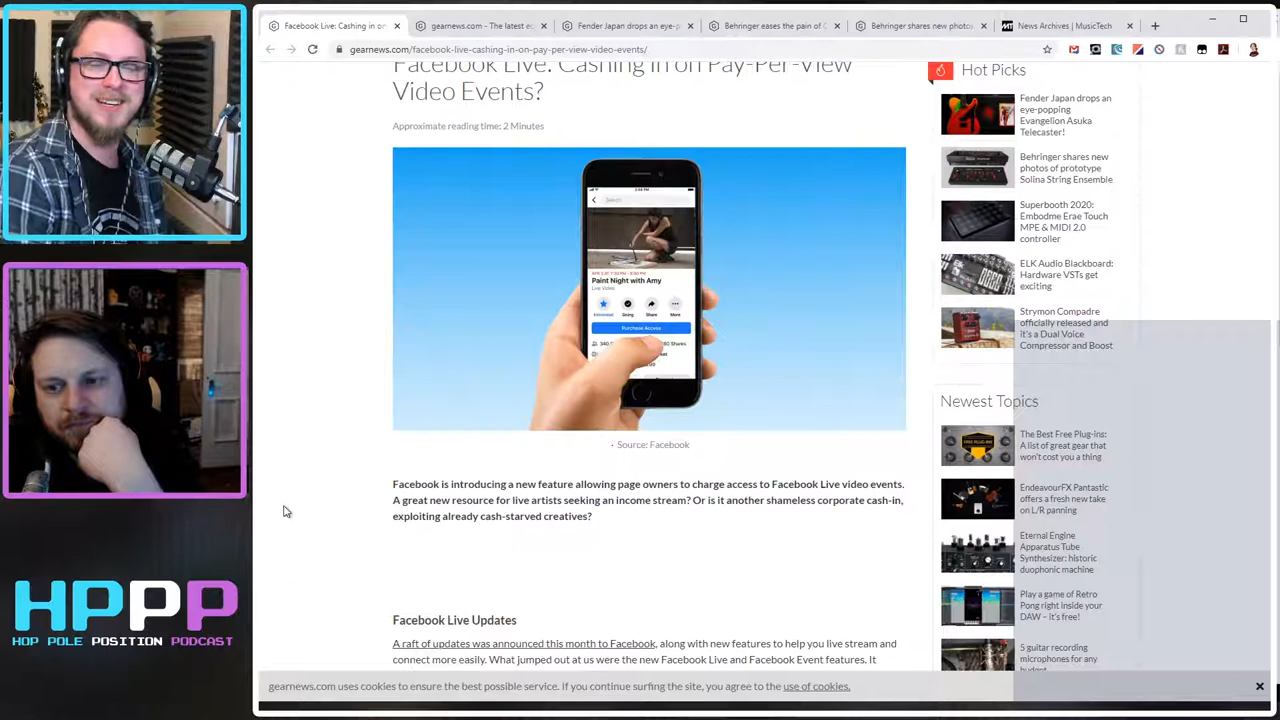 Facebook Live: Cashing in on
gearnews.com - The latest
Fender Japan drops an eye-p
Behringer eases the pain of
Behringer shares new photos
News Archives | MusicTech
gearnews.com/facebook-live-cashing-in-on-pay-per-view-video-events/
Facebook Live: Cashing In on Pay-Per-View
Video Events?
Approximate reading time: 2 Minutes
Search
Paint Night with Amy
Live Video
Going
Share
More
Purchase Access
• Source: Facebook
Facebook is introducing a new feature allowing page owners to charge access to Facebook Live video events.
A great new resource for live artists seeking an income stream? Or is it another shameless corporate cash-in,
exploiting already cash-starved creatives?
Facebook Live Updates
A raft of updates was announced this month to Facebook, along with new features to help you live stream and
connect more easily. What jumped out at us were the new Facebook Live and Facebook Event features. It
Hot Picks
Fender Japan drops an
eye-popping
Evangelion Asuka
Telecaster!
Behringer shares new
photos of prototype
Solina String Ensemble
Superbooth 2020:
Embodme Erae Touch
MPE & MIDI 2.0
controller
ELK Audio Blackboard:
Hardware VSTs get
exciting
Strymon Compadre
officially released and
it's a Dual Voice
Compressor and Boost
Newest Topics
The Best Free Plug-ins:
A list of great gear that
won't cost you a thing
EndeavourFX Pantastic
offers a fresh new take
on L/R panning
Eternal Engine
Apparatus Tube
Synthesizer: historic
duophonic machine
Play a game of Retro
Pong right inside your
DAW – it's free!
5 guitar recording
microphones for any
budget
gearnews.com uses cookies to ensure the best possible service. If you continue surfing the site, you agree to the use of cookies.
HPPP
HOP POLE POSITION PODCAST